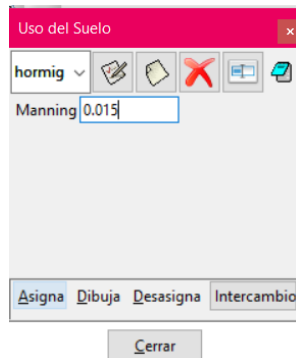 Uso del Suelo
hormig
Manning 0.015
Asigna Dibuja Desasigna Intercambio
Cerrar